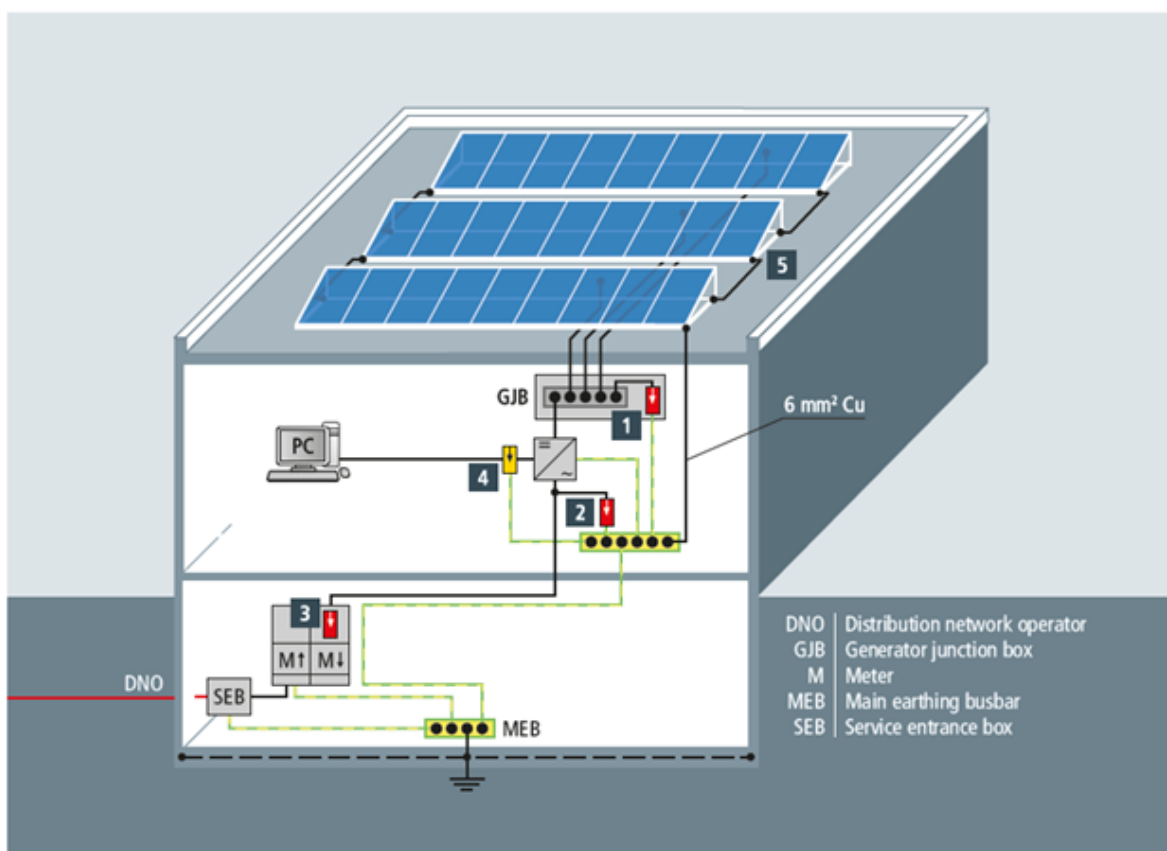 5
GJB
1
6 mm² Cu
PC
4
2
3
M↑ M↓
DNO
SEB
MEB
DNO Distribution network operator
GJB Generator junction box
M Meter
MEB Main earthing busbar
SEB Service entrance box